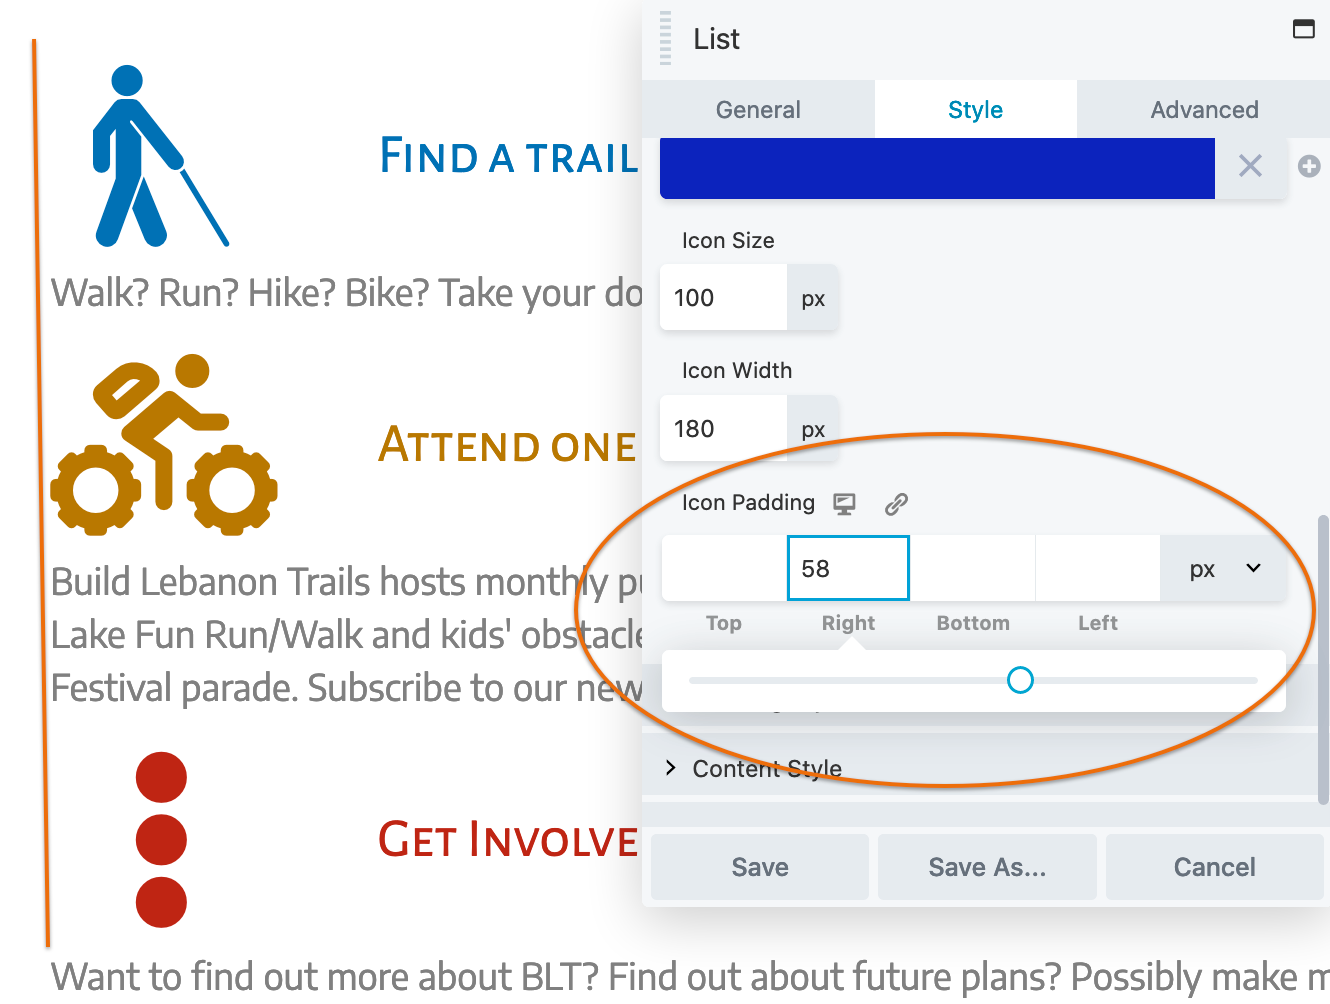 List
General Style Advanced
Icon Size
100 px
Icon Width
180 px
Icon Padding
58 px
Top Right Bottom Left
Content Style
Save Save As... Cancel
Find a trail
Walk? Run? Hike? Bike? Take your do
Attend one
Build Lebanon Trails hosts monthly pu
Lake Fun Run/Walk and kids' obstacle
Festival parade. Subscribe to our new
Get Involve
Want to find out more about BLT? Find out about future plans? Possibly make m